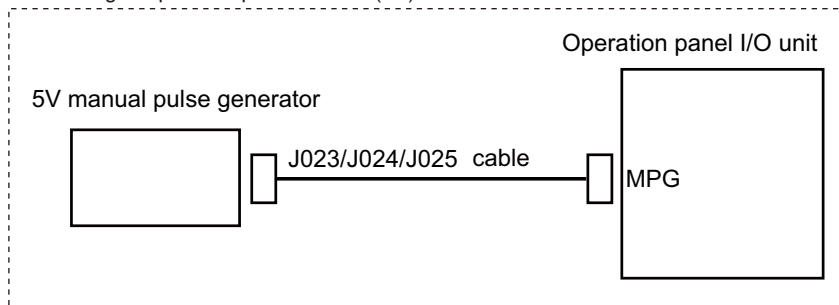 Operation panel I/O unit
5V manual pulse generator
J023/J024/J025 cable
MPG